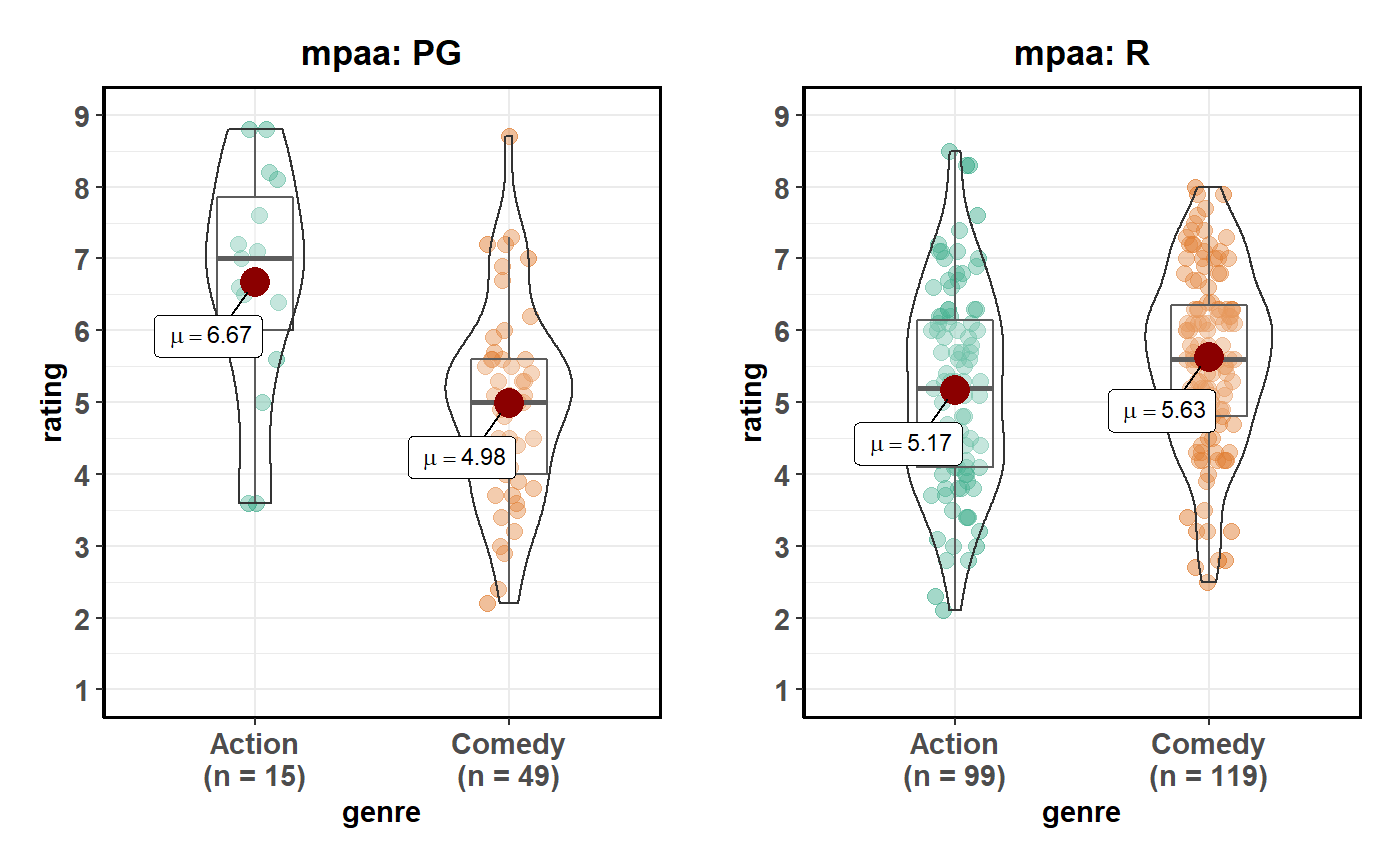 mpaa: PG
rating
9
8
7
6
5
4
3
2
1
μ = 6.67
μ = 4.98
Action
(n = 15)
Comedy
(n = 49)
genre
mpaa: R
rating
9
8
7
6
5
4
3
2
1
μ = 5.17
μ = 5.63
Action
(n = 99)
Comedy
(n = 119)
genre